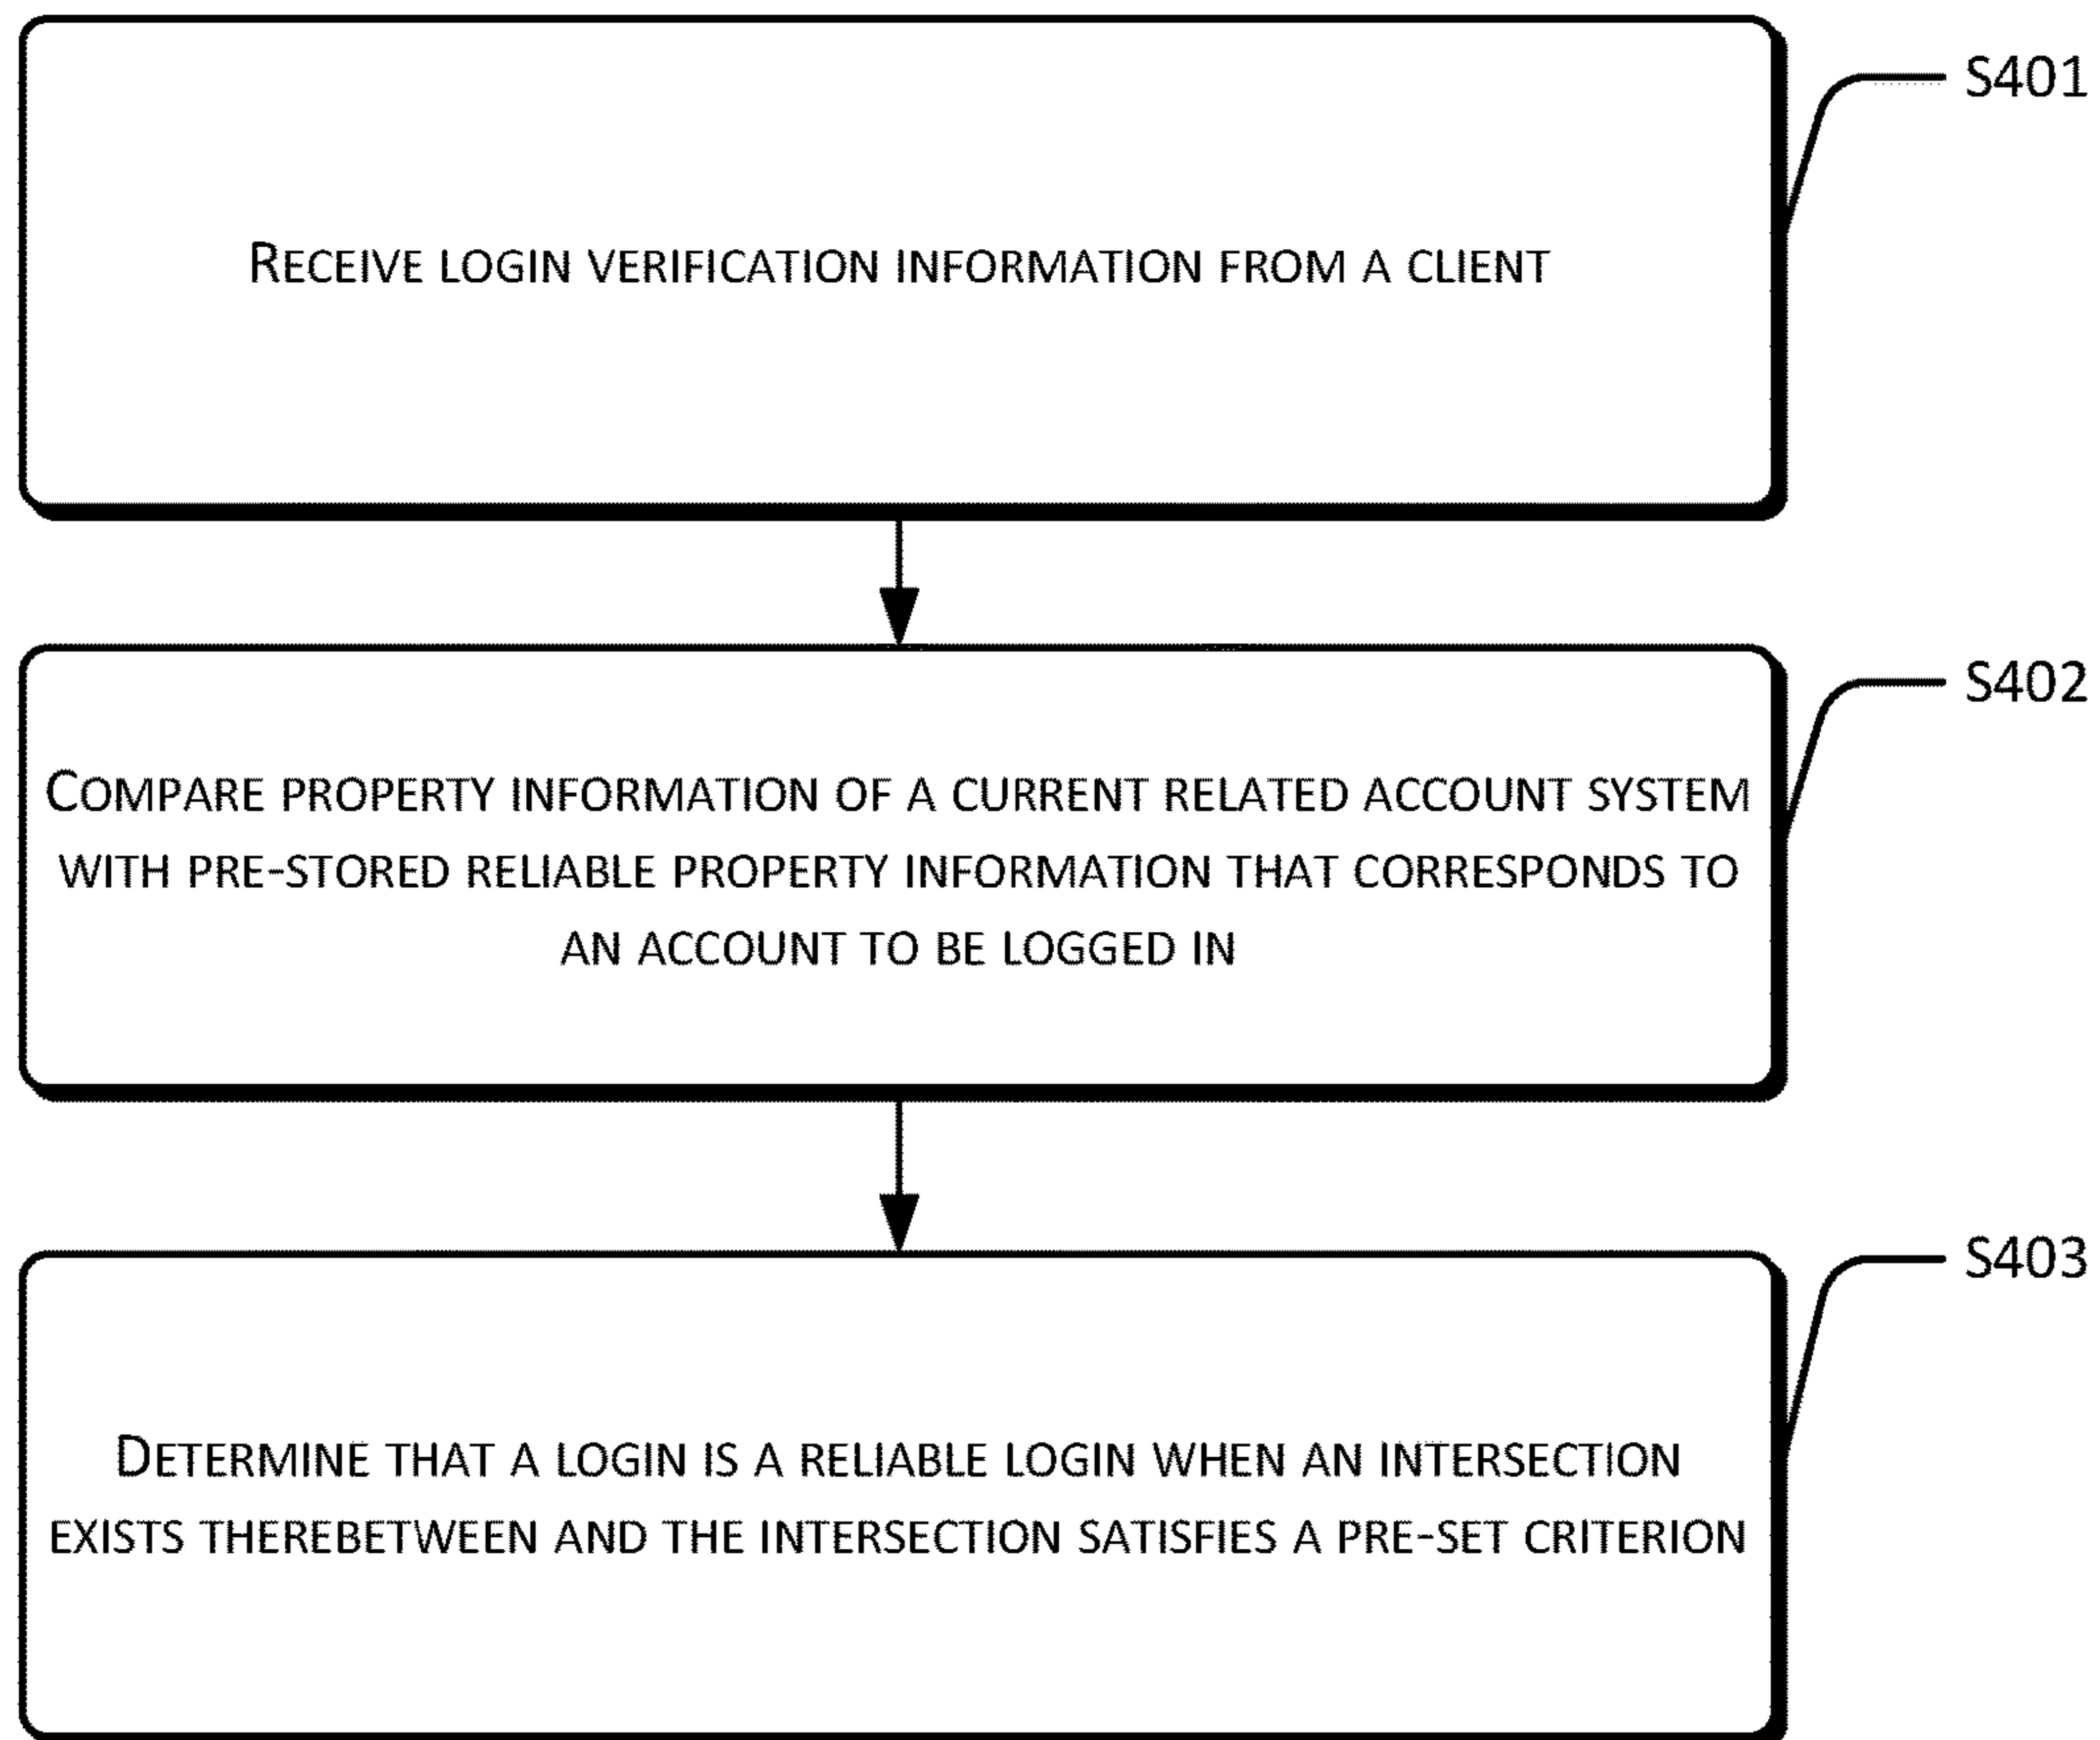 S401
RECEIVE LOGIN VERIFICATION INFORMATION FROM A CLIENT
S402
COMPARE PROPERTY INFORMATION OF A CURRENT RELATED ACCOUNT SYSTEM
WITH PRE-STORED RELIABLE PROPERTY INFORMATION THAT CORRESPONDS TO
AN ACCOUNT TO BE LOGGED IN
S403
DETERMINE THAT A LOGIN IS A RELIABLE LOGIN WHEN AN INTERSECTION
EXISTS THEREBETWEEN AND THE INTERSECTION SATISFIES A PRE-SET CRITERION